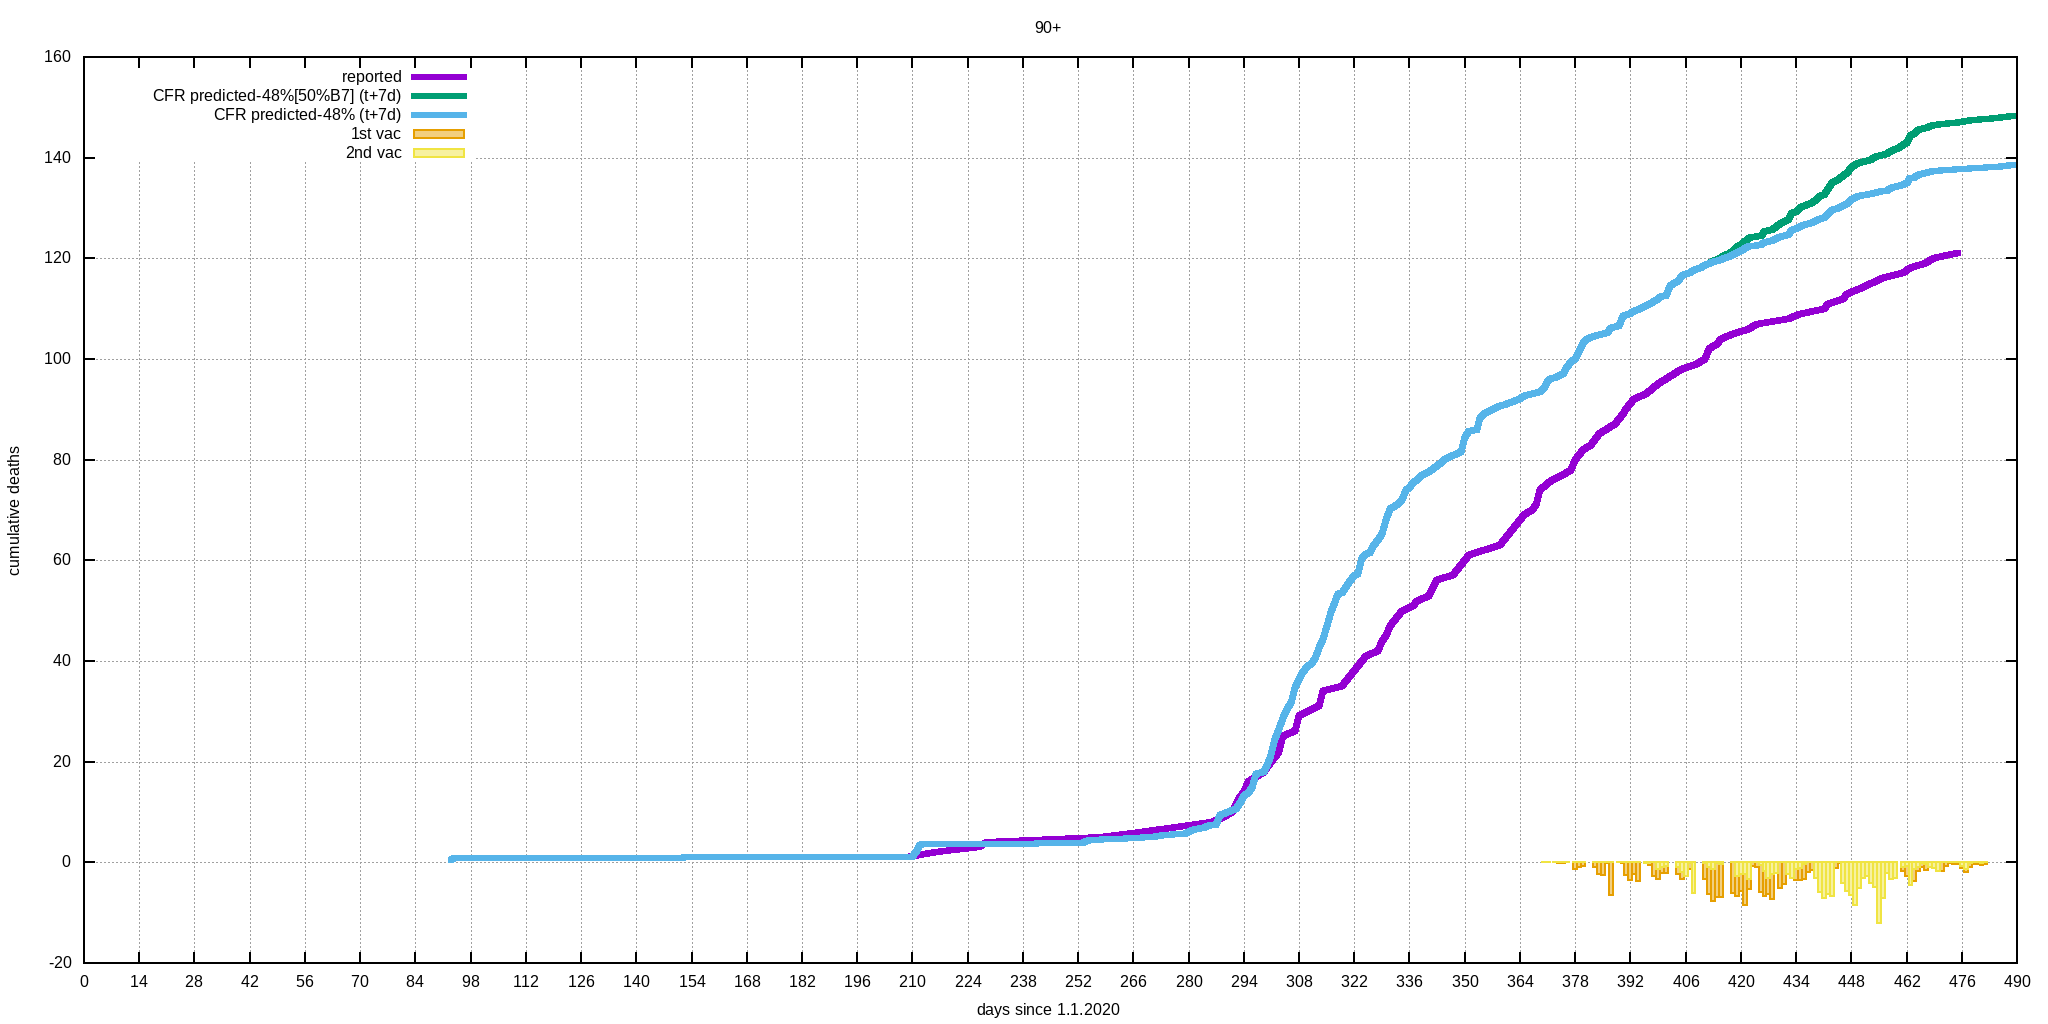 90+
reported
CFR predicted-48%[50%B7] (t+7d)
CFR predicted-48% (t+7d)
1st vac
2nd vac
160
140
120
100
80
60
40
20
0
-20
cumulative deaths
0 14 28 42 56 70 84 98 112 126 140 154 168 182 196 210 224 238 252 266 280 294 308 322 336 350 364 378 392 406 420 434 448 462 476 490
days since 1.1.2020